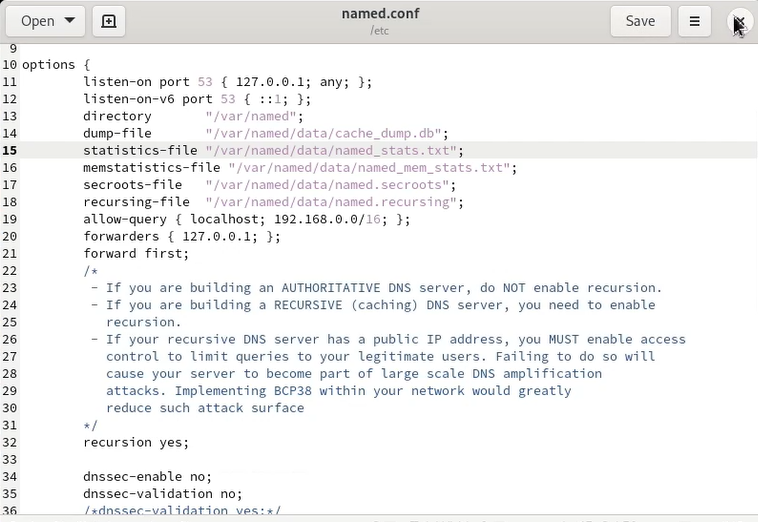 Open
named.conf
/etc
Save
9
10 options {
11 listen-on port 53 { 127.0.0.1; any; };
12 listen-on-v6 port 53 { ::1; };
13 directory "/var/named";
14 dump-file "/var/named/data/cache_dump.db";
15 statistics-file "/var/named/data/named_stats.txt";
16 memstatistics-file "/var/named/data/named_mem_stats.txt";
17 secroots-file "/var/named/data/named.secroots";
18 recursing-file "/var/named/data/named.recursing";
19 allow-query { localhost; 192.168.0.0/16; };
20 forwarders { 127.0.0.1; };
21 forward first;
22 /*
23 - If you are building an AUTHORITATIVE DNS server, do NOT enable recursion.
24 - If you are building a RECURSIVE (caching) DNS server, you need to enable
25 recursion.
26 - If your recursive DNS server has a public IP address, you MUST enable access
27 control to limit queries to your legitimate users. Failing to do so will
28 cause your server to become part of large scale DNS amplification
29 attacks. Implementing BCP38 within your network would greatly
30 reduce such attack surface
31 */
32 recursion yes;
33
34 dnssec-enable no;
35 dnssec-validation no;
36 /*dnssec-validation yes;*/